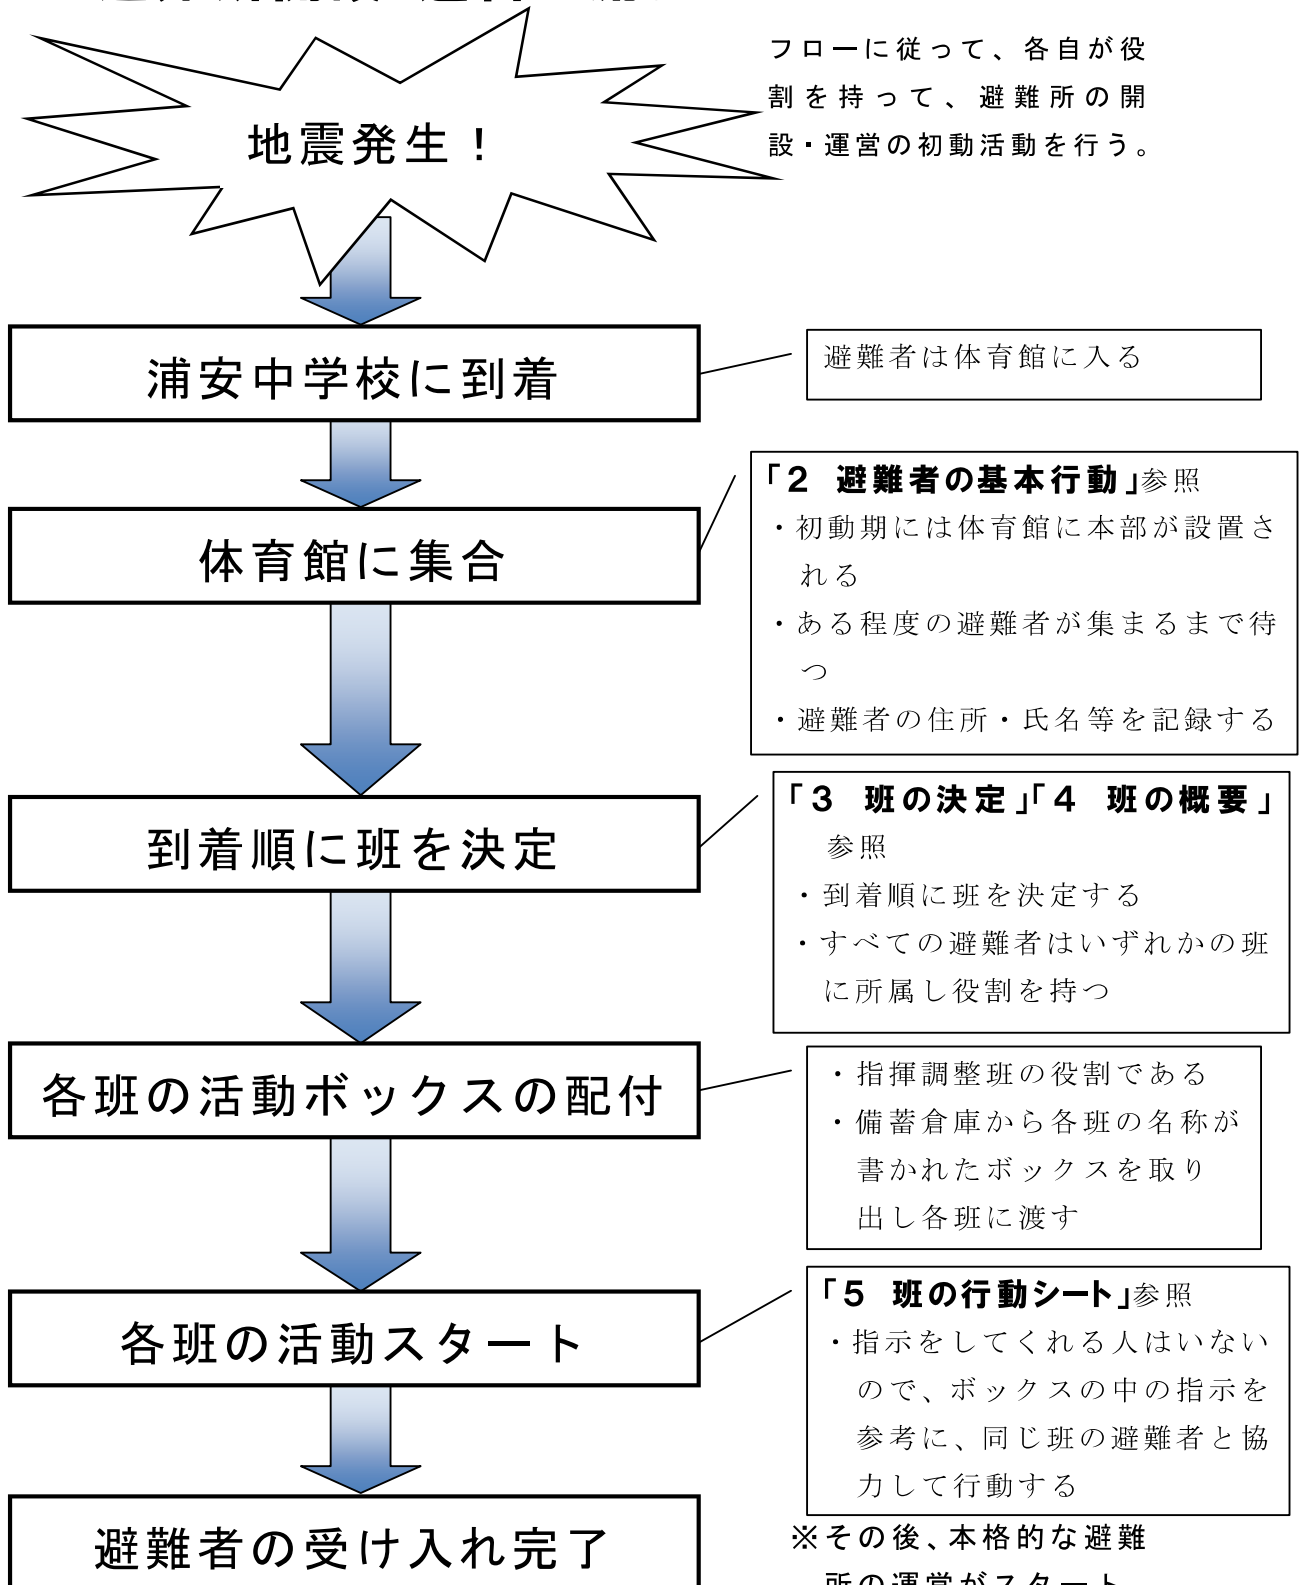 フローに従って、各自が役
割を持って、避難所の開
設・運営の初動活動を行う。
地震発生！
浦安中学校に到着
避難者は体育館に入る
体育館に集合
「２　避難者の基本行動」参照
・初動期には体育館に本部が設置さ
れる
・ある程度の避難者が集まるまで待
つ
・避難者の住所・氏名等を記録する
到着順に班を決定
「３　班の決定」「４　班の概要」
参照
・到着順に班を決定する
・すべての避難者はいずれかの班
に所属し役割を持つ
各班の活動ボックスの配付
・指揮調整班の役割である
・備蓄倉庫から各班の名称が
書かれたボックスを取り
出し各班に渡す
各班の活動スタート
「５　班の行動シート」参照
・指示をしてくれる人はいない
ので、ボックスの中の指示を
参考に、同じ班の避難者と協
力して行動する
避難者の受け入れ完了
※その後、本格的な避難
所の運営がスタート